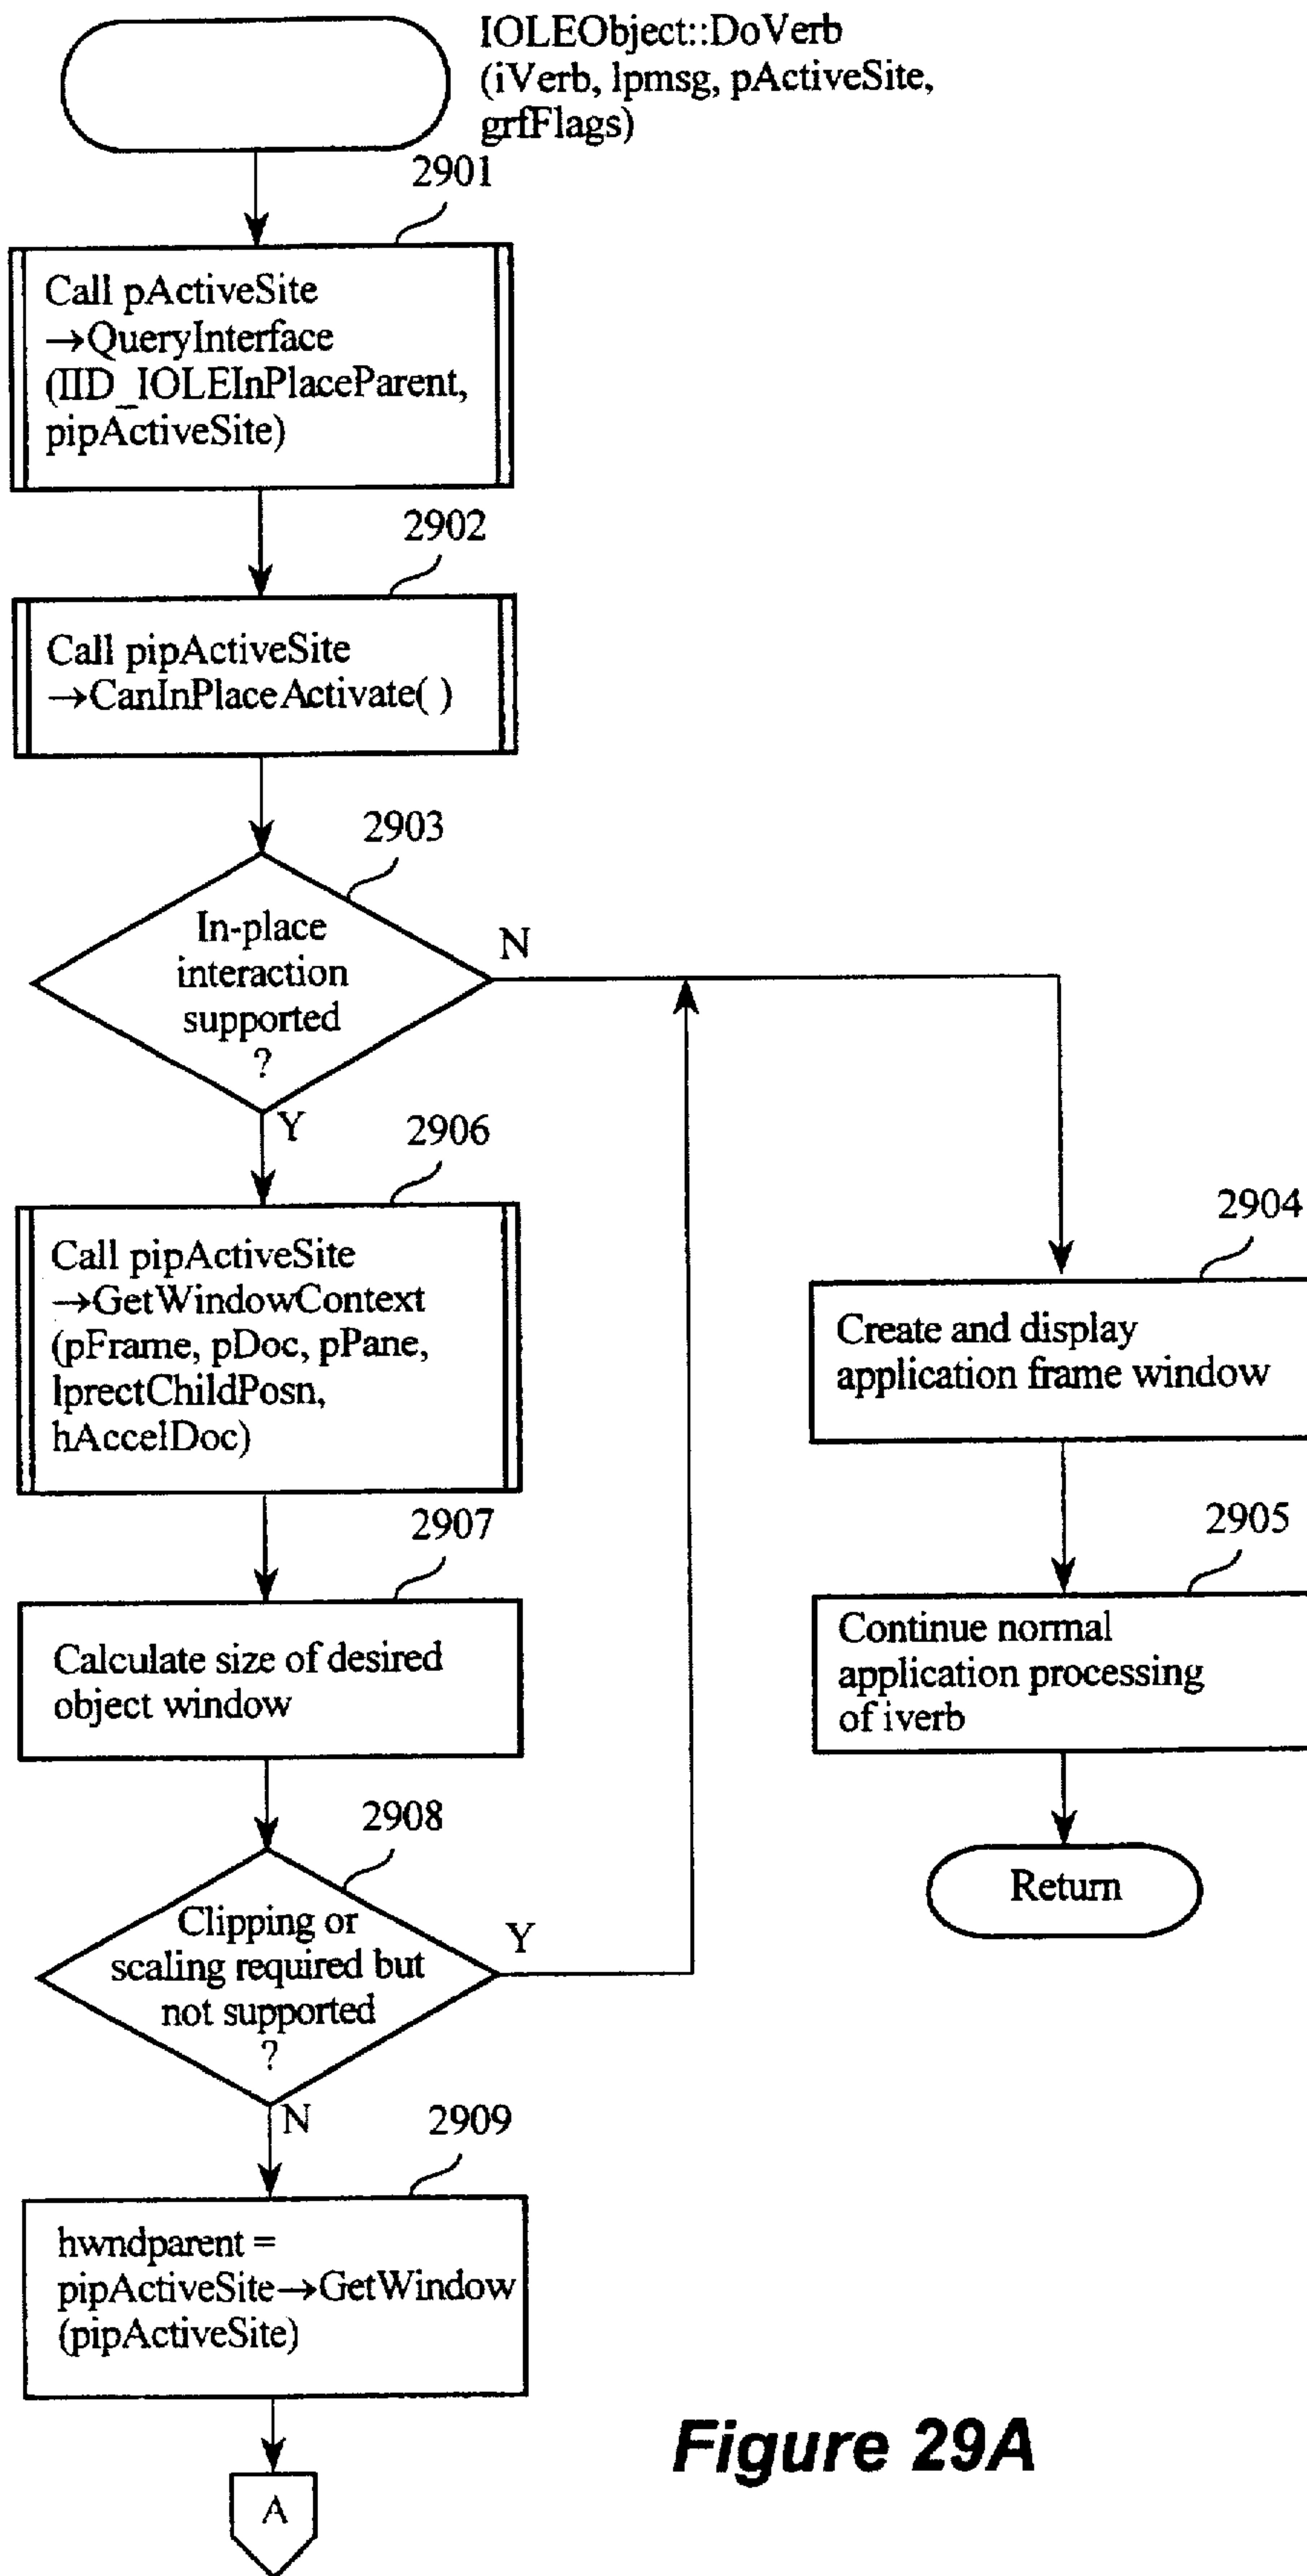 IOLEObject::DoVerb
(iVerb, lpmsg, pActiveSite,
grfFlags)
2901
Call pActiveSite
→QueryInterface
(IID_IOLEInPlaceParent,
pipActiveSite)
2902
Call pipActiveSite
→CanInPlaceActivate( )
2903
In-place
interaction
supported
?
N
Y
2906
Call pipActiveSite
→GetWindowContext
(pFrame, pDoc, pPane,
lprectChildPosn,
hAccelDoc)
2904
Create and display
application frame window
2907
Calculate size of desired
object window
2905
Continue normal
application processing
of iverb
2908
Clipping or
scaling required but
not supported
?
Y
N
Return
2909
hwndparent =
pipActiveSite→GetWindow
(pipActiveSite)
A
Figure 29A